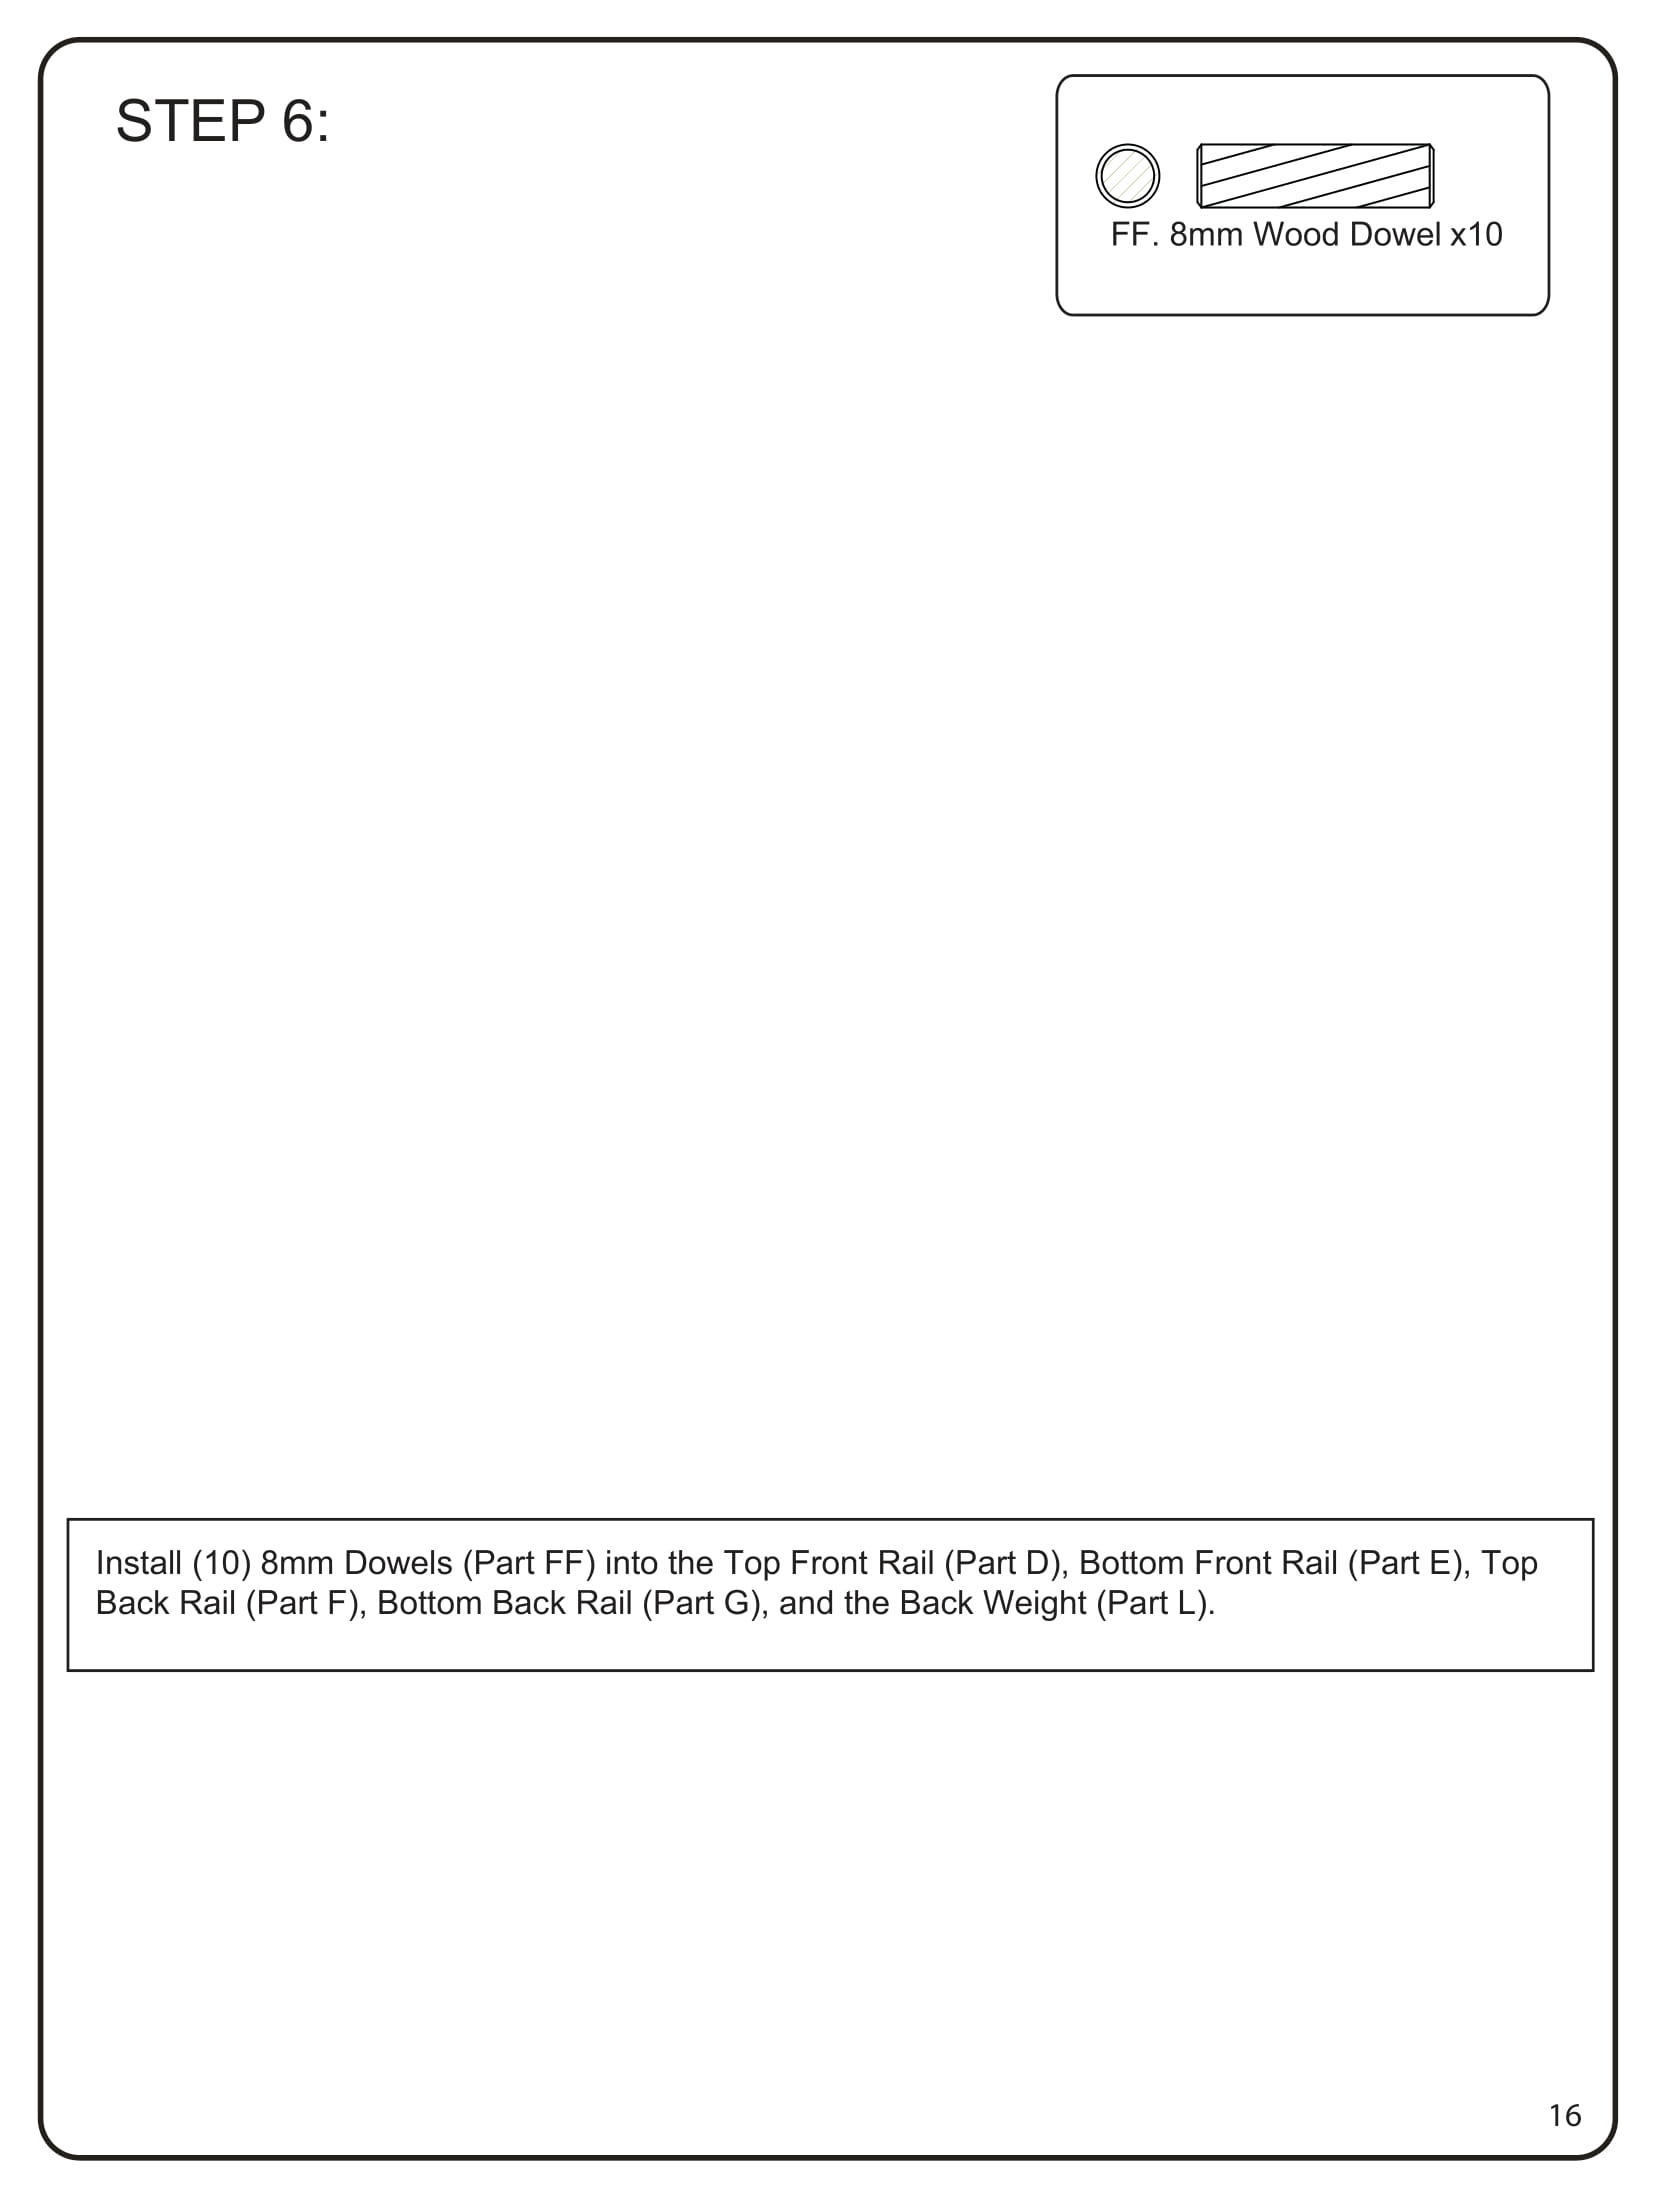 STEP 6:
FF. 8mm Wood Dowel x10
Install (10) 8mm Dowels (Part FF) into the Top Front Rail (Part D), Bottom Front Rail (Part E), Top
Back Rail (Part F), Bottom Back Rail (Part G), and the Back Weight (Part L).
16